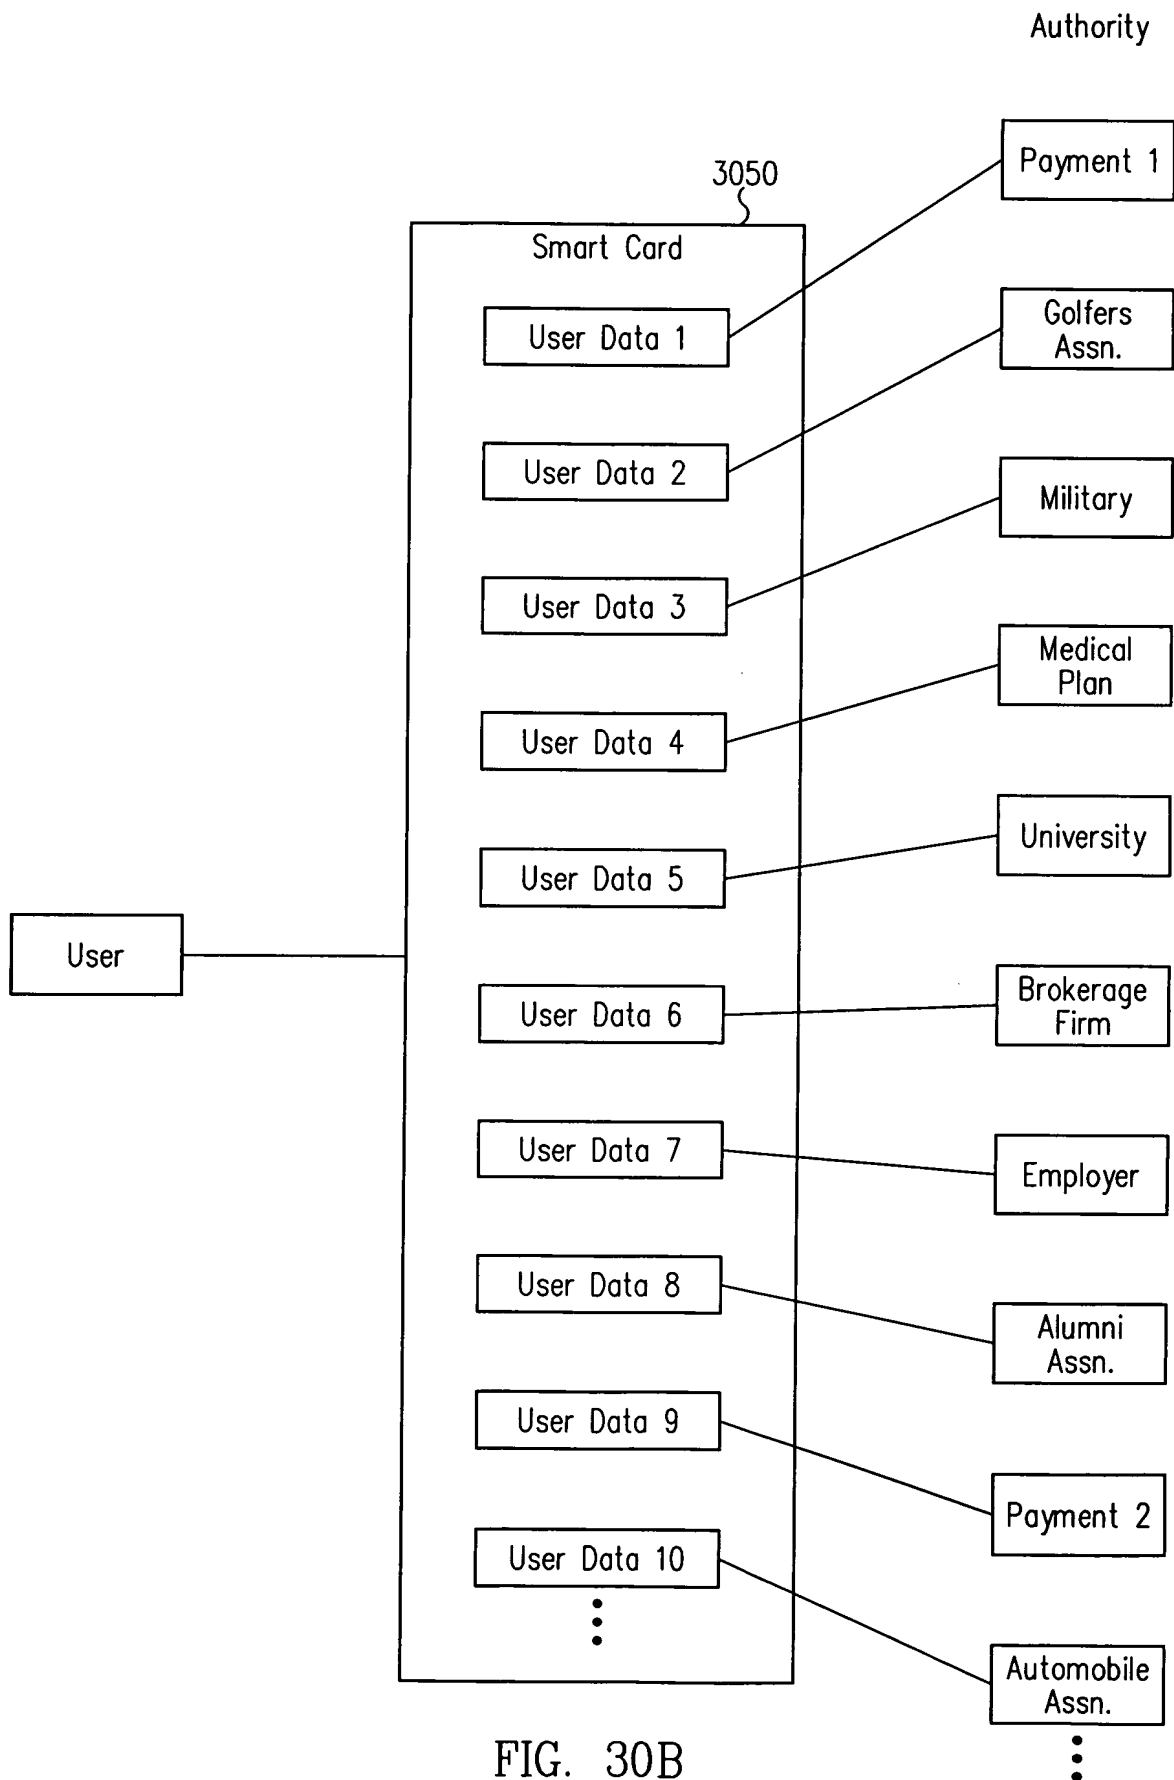 Authority
Payment 1
3050
Smart Card
User Data 1
Golfers
Assn.
User Data 2
Military
User Data 3
Medical
Plan
User Data 4
University
User Data 5
User
Brokerage
Firm
User Data 6
User Data 7
Employer
User Data 8
Alumni
Assn.
User Data 9
Payment 2
User Data 10
Automobile
Assn.
FIG. 30B